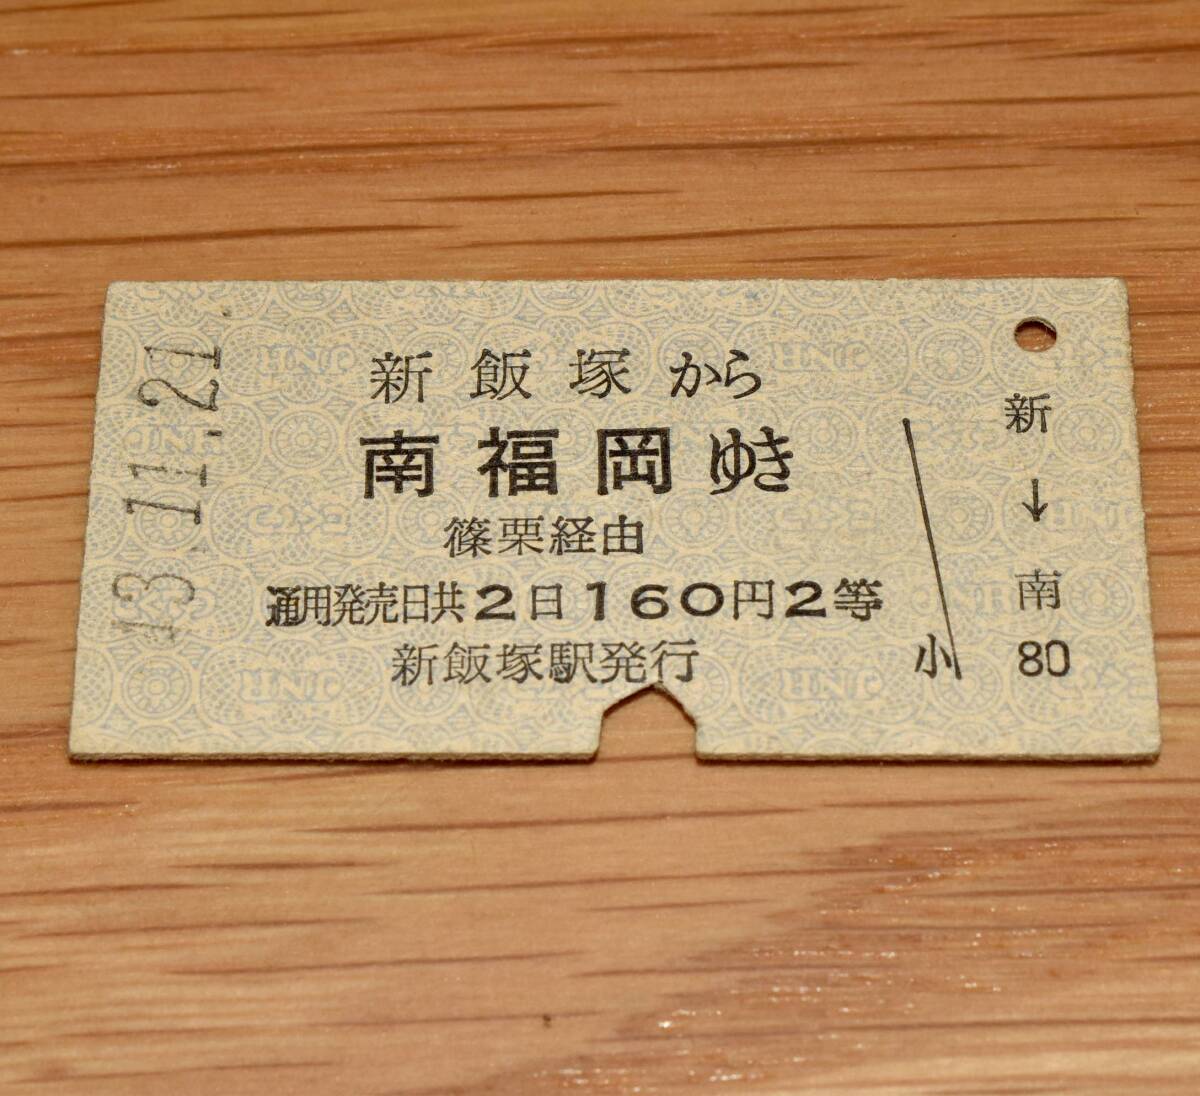 新飯塚から
南福岡ゆき
篠栗経由
通用発売日共2日160円2等
新飯塚駅発行
小
新
↓
南
80
43.11.21.